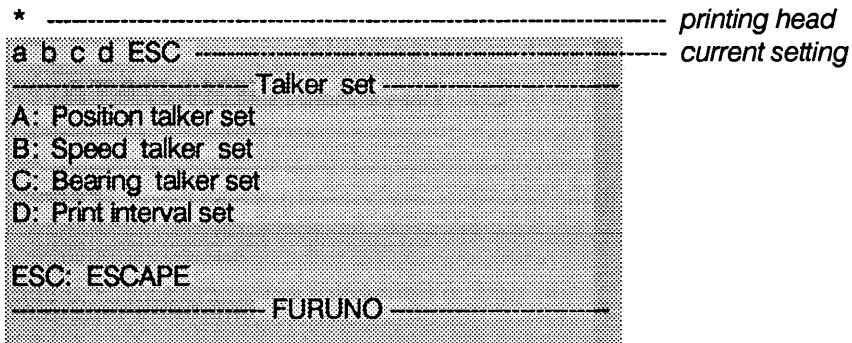 * printing head
a b c d ESC current setting
Talker set
A: Position talker set
B: Speed talker set
C: Bearing talker set
D: Print interval set
ESC: ESCAPE
FURUNO